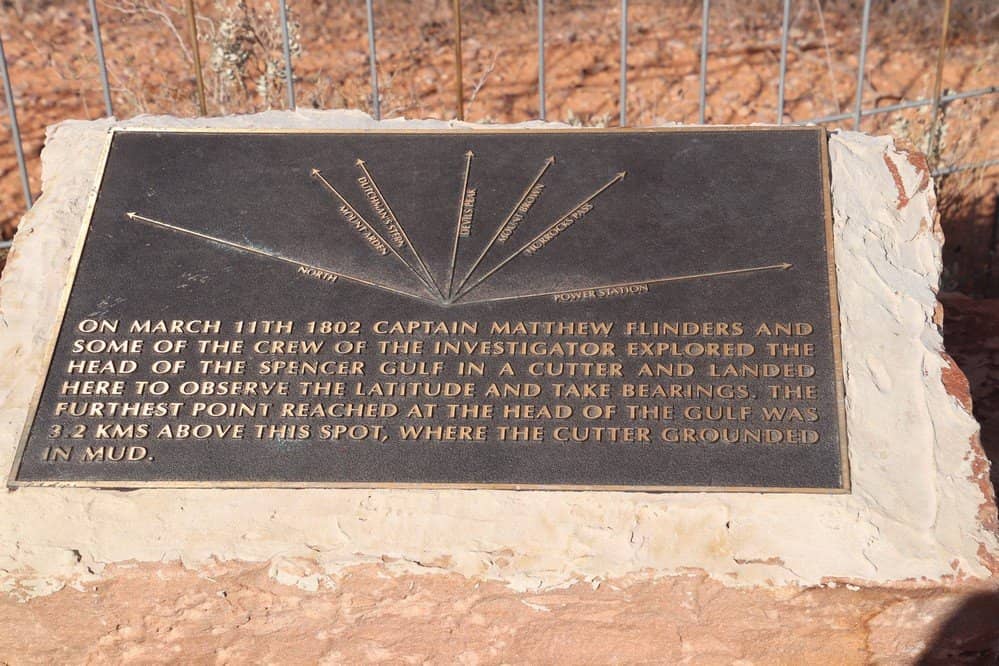 NORTH
MOUNT ARDEN
DUTCHMAN'S STERN
DEVILS PEAK
MOUNT BROWN
HORROCKS PASS
POWER STATION
ON MARCH 11TH 1802 CAPTAIN MATTHEW FLINDERS AND
SOME OF THE CREW OF THE INVESTIGATOR EXPLORED THE
HEAD OF THE SPENCER GULF IN A CUTTER AND LANDED
HERE TO OBSERVE THE LATITUDE AND TAKE BEARINGS. THE
FURTHEST POINT REACHED AT THE HEAD OF THE GULF WAS
3.2 KMS ABOVE THIS SPOT, WHERE THE CUTTER GROUNDED
IN MUD.